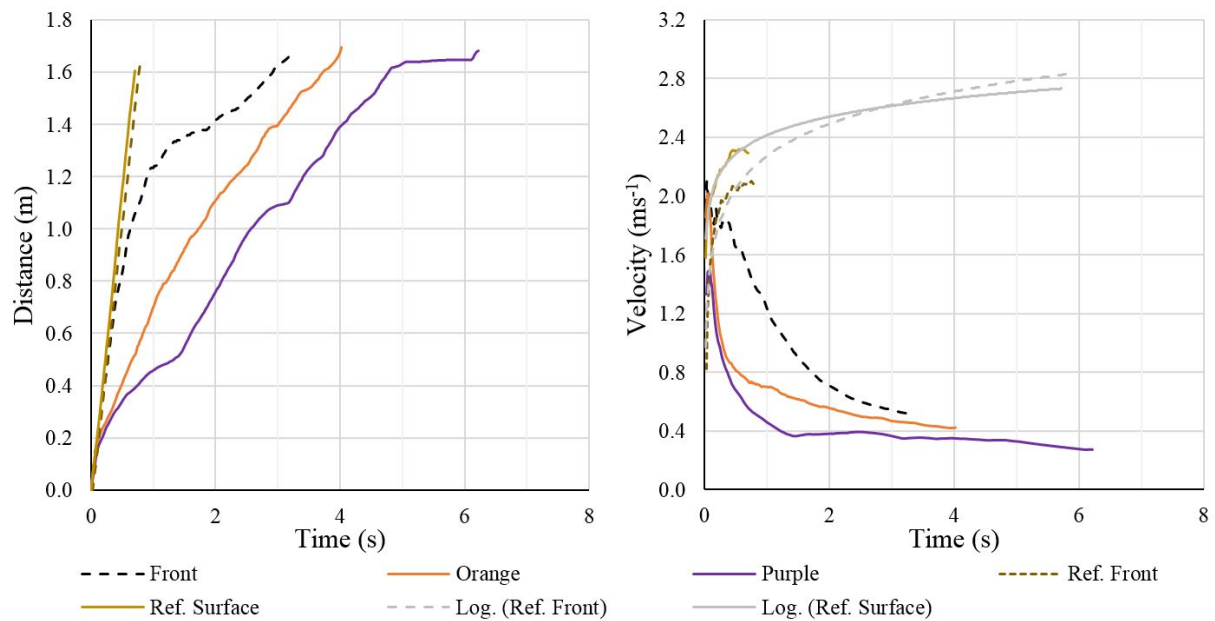 1.8
1.6
1.4
1.2
1.0
0.8
0.6
0.4
0.2
0.0
Distance (m)
0 2 4 6 8
Time (s)
3.2
2.8
2.4
2.0
1.6
1.2
0.8
0.4
0.0
Velocity (ms⁻¹)
0 2 4 6 8
Time (s)
Front Orange Purple Ref. Front
Ref. Surface Log. (Ref. Front) Log. (Ref. Surface)